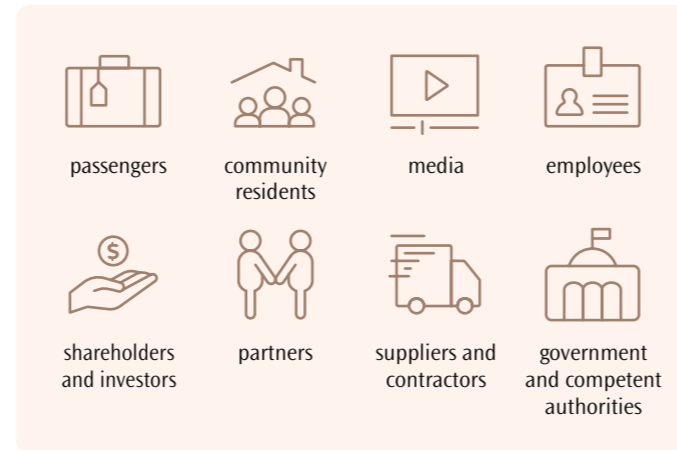 passengers
community
residents
media
employees
$
shareholders
and investors
partners
suppliers and
contractors
government
and competent
authorities